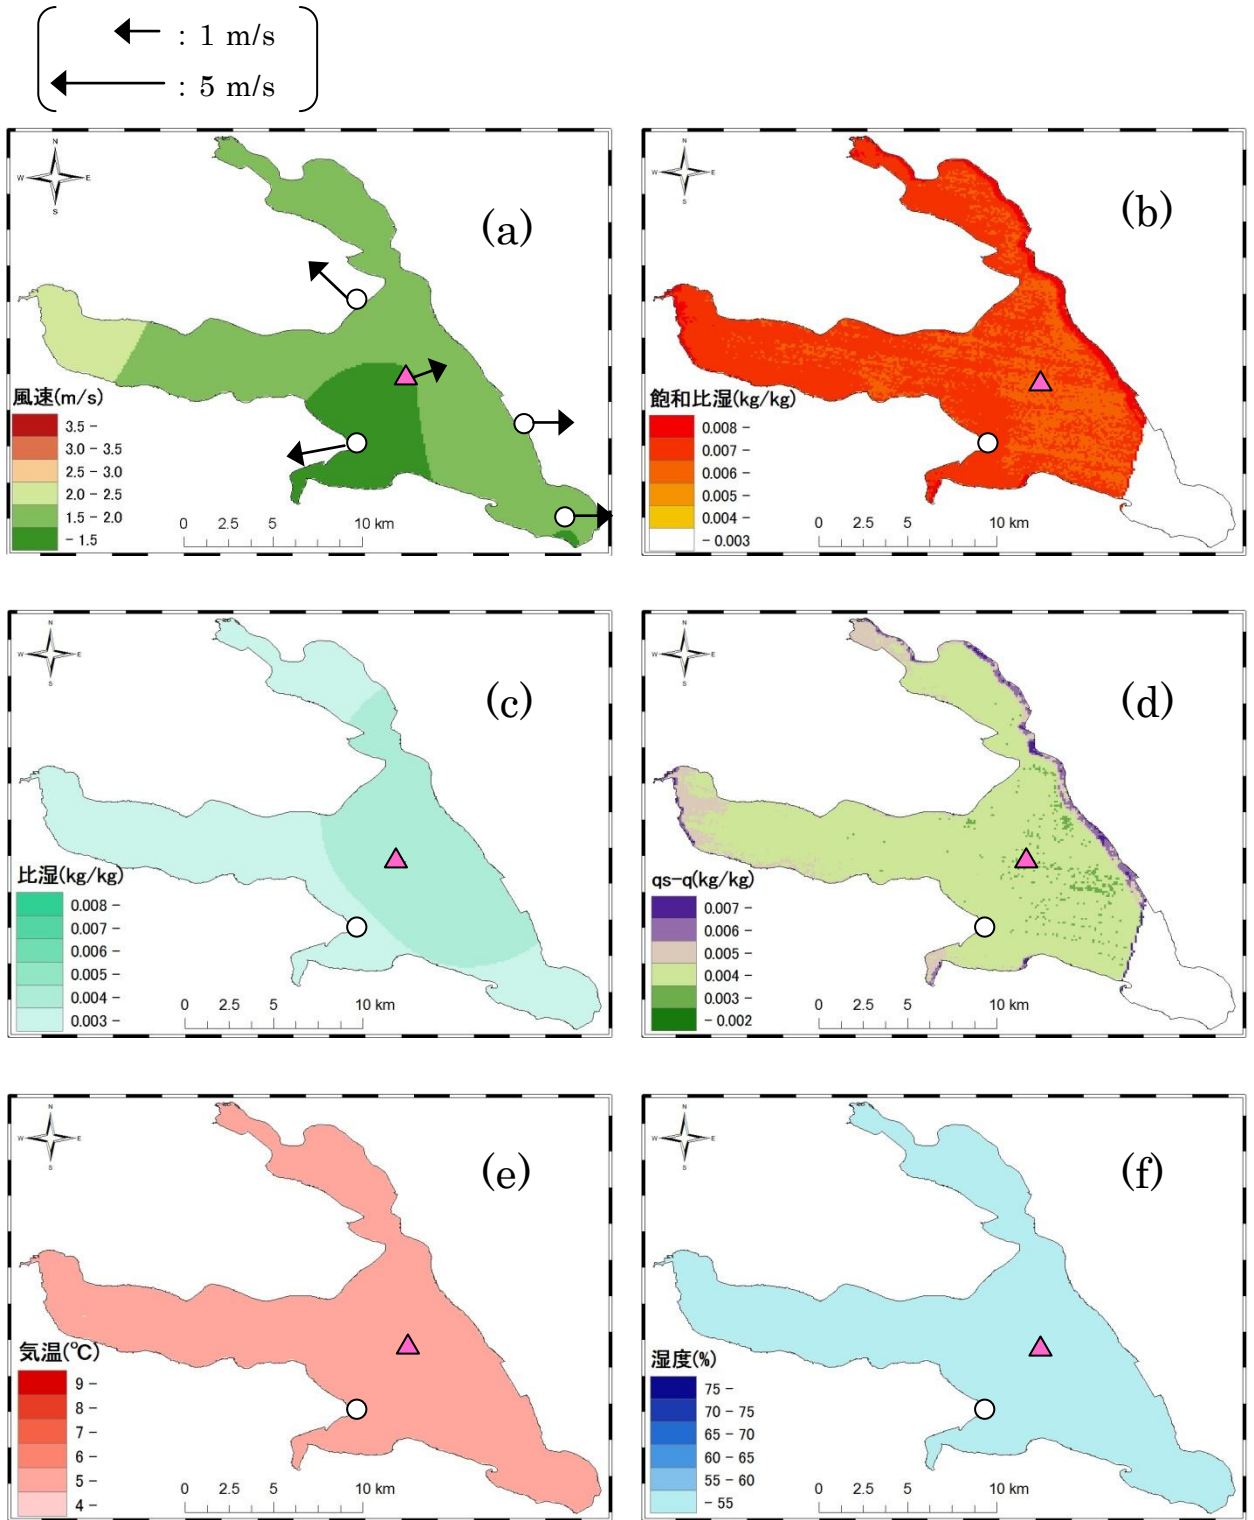 : 1 m/s
: 5 m/s
N
W E
S
(a)
風速(m/s)
3.5 -
3.0 - 3.5
2.5 - 3.0
2.0 - 2.5
1.5 - 2.0
- 1.5
0 2.5 5 10 km
N
W E
S
(b)
飽和比湿(kg/kg)
0.008 -
0.007 -
0.006 -
0.005 -
0.004 -
- 0.003
0 2.5 5 10 km
N
W E
S
(c)
比湿(kg/kg)
0.008 -
0.007 -
0.006 -
0.005 -
0.004 -
0.003 -
0 2.5 5 10 km
N
W E
S
(d)
qs-q(kg/kg)
0.007 -
0.006 -
0.005 -
0.004 -
0.003 -
- 0.002
0 2.5 5 10 km
N
W E
S
(e)
気温(℃)
9 -
8 -
7 -
6 -
5 -
4 -
0 2.5 5 10 km
N
W E
S
(f)
湿度(%)
75 -
70 - 75
65 - 70
60 - 65
55 - 60
- 55
0 2.5 5 10 km